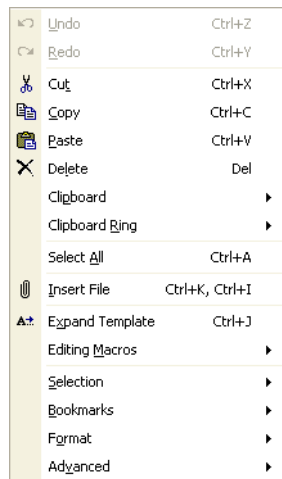 Undo Ctrl+Z
Redo Ctrl+Y
Cut Ctrl+X
Copy Ctrl+C
Paste Ctrl+V
Delete Del
Clipboard
Clipboard Ring
Select All Ctrl+A
Insert File Ctrl+K, Ctrl+I
Expand Template Ctrl+J
Editing Macros
Selection
Bookmarks
Format
Advanced